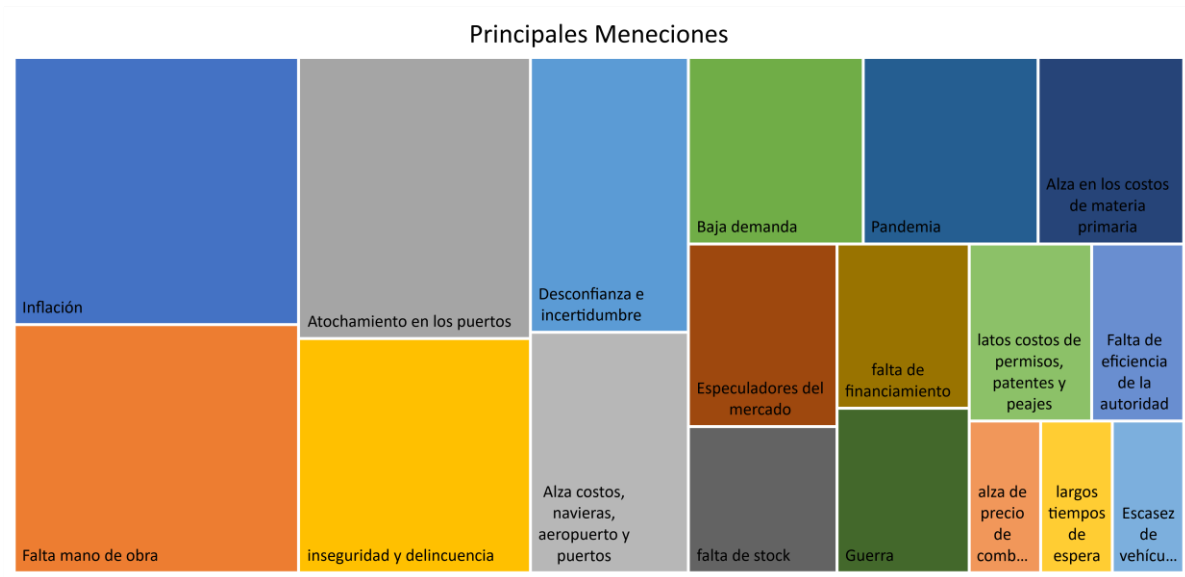 Principales Meneciones
Inflación
Falta mano de obra
Atochamiento en los puertos
inseguridad y delincuencia
Desconfianza e
incertidumbre
Alza costos,
navieras,
aeropuerto y
puertos
Baja demanda
Pandemia
Alza en los costos
de materia
primaria
Especuladores del
mercado
falta de stock
falta de
financiamiento
Guerra
latos costos de
permisos,
patentes y
peajes
Falta de
eficiencia
de la
autoridad
alza de
precio
de
comb...
largos
tiempos
de
espera
Escasez
de
vehícu...